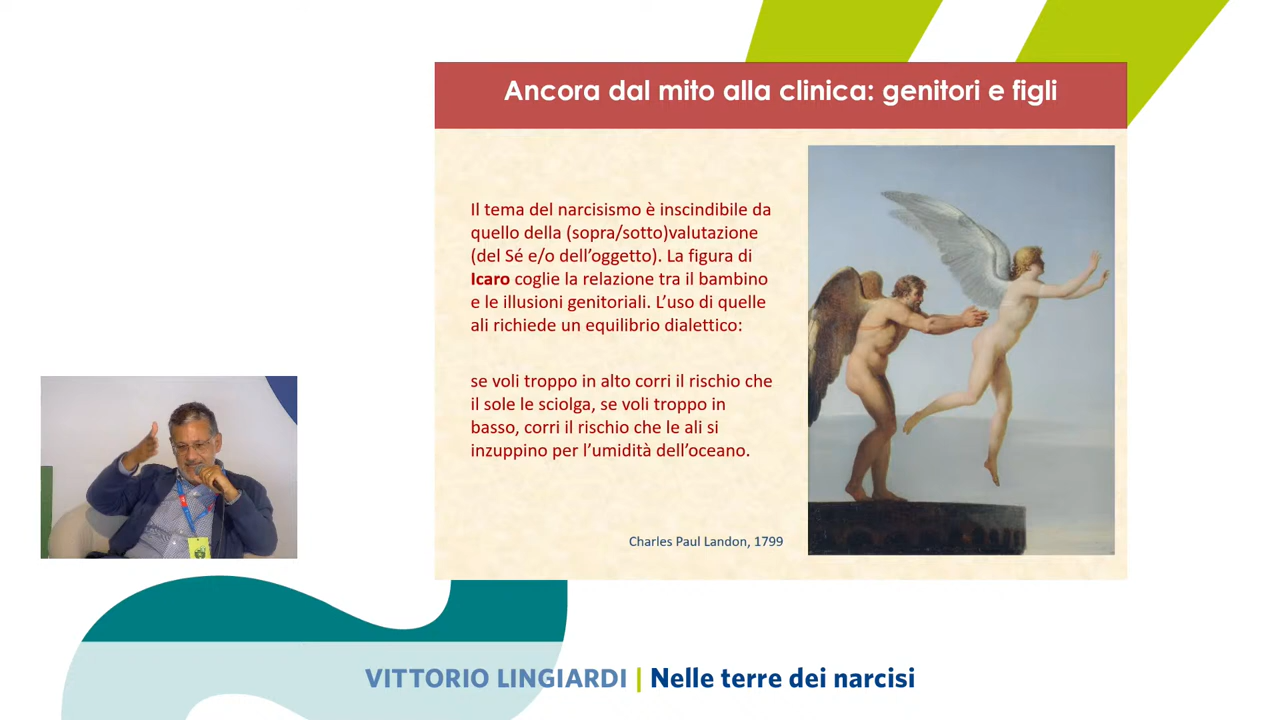 Ancora dal mito alla clinica: genitori e figli
Il tema del narcisismo è inscindibile da
quello della (sopra/sotto)valutazione
(del Sé e/o dell’oggetto). La figura di
Icaro coglie la relazione tra il bambino
e le illusioni genitoriali. L’uso di quelle
ali richiede un equilibrio dialettico:
se voli troppo in alto corri il rischio che
il sole le sciolga, se voli troppo in
basso, corri il rischio che le ali si
inzuppino per l’umidità dell’oceano.
Charles Paul Landon, 1799
VITTORIO LINGIARDI | Nelle terre dei narcisi